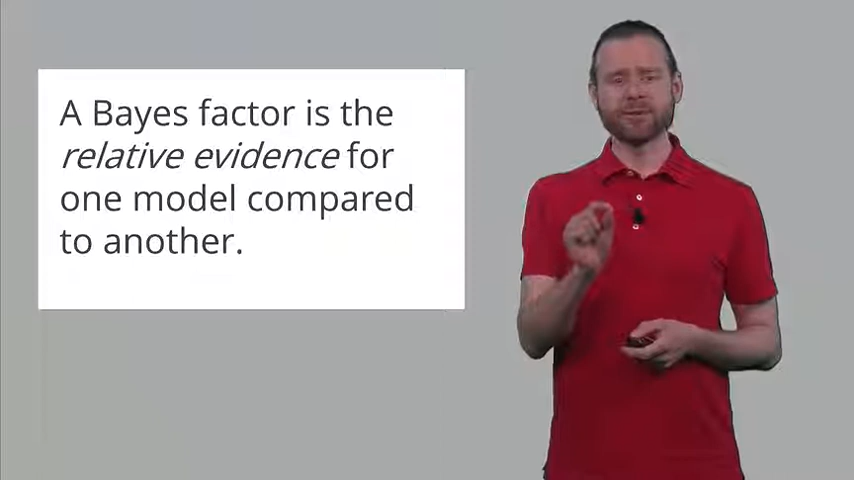 A Bayes factor is the
relative evidence for
one model compared
to another.